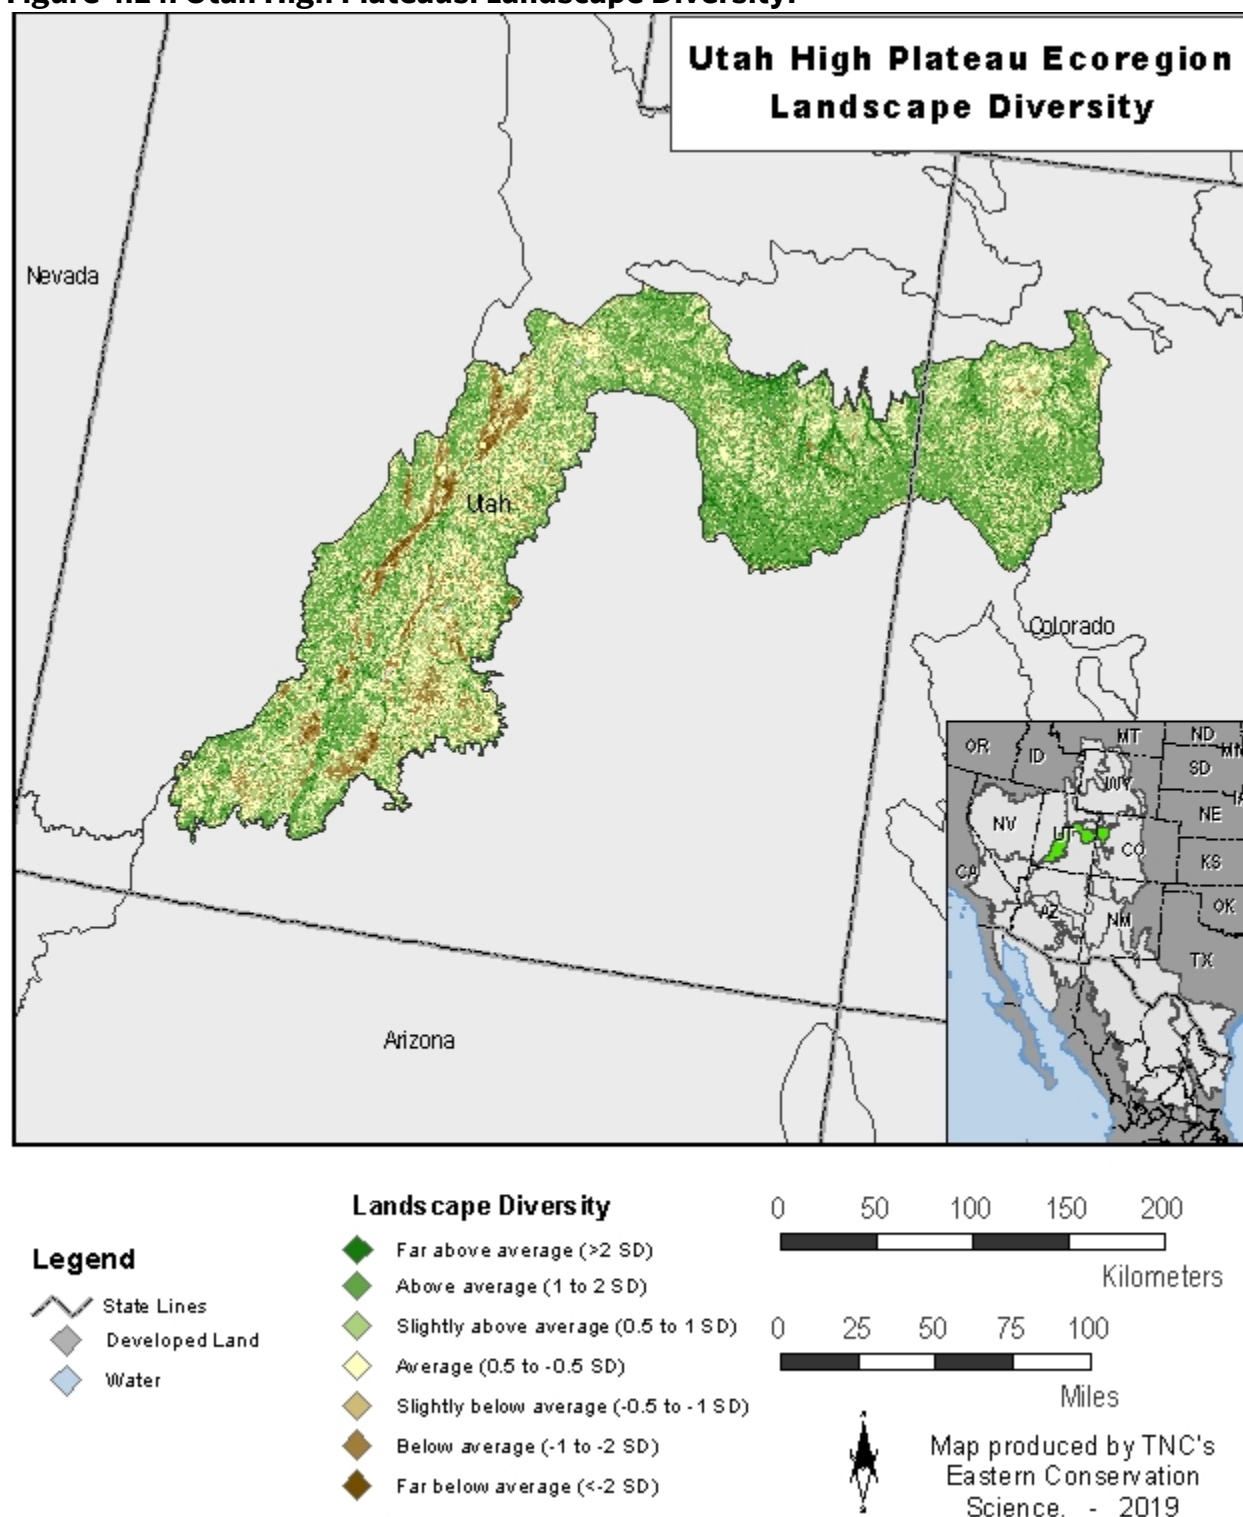 Utah High Plateau Ecoregion
Landscape Diversity
Nevada
Utah
Colorado
Arizona
OR
ID
MT
ND
MN
SD
WY
NE
NV
UT
CO
KS
CA
OK
AZ
NM
TX
Legend
State Lines
Developed Land
Water
Landscape Diversity
Far above average (>2 SD)
Above average (1 to 2 SD)
Slightly above average (0.5 to 1 SD)
Average (0.5 to -0.5 SD)
Slightly below average (-0.5 to -1 SD)
Below average (-1 to -2 SD)
Far below average (<-2 SD)
0 50 100 150 200
Kilometers
0 25 50 75 100
Miles
Map produced by TNC's
Eastern Conservation
Science. - 2019